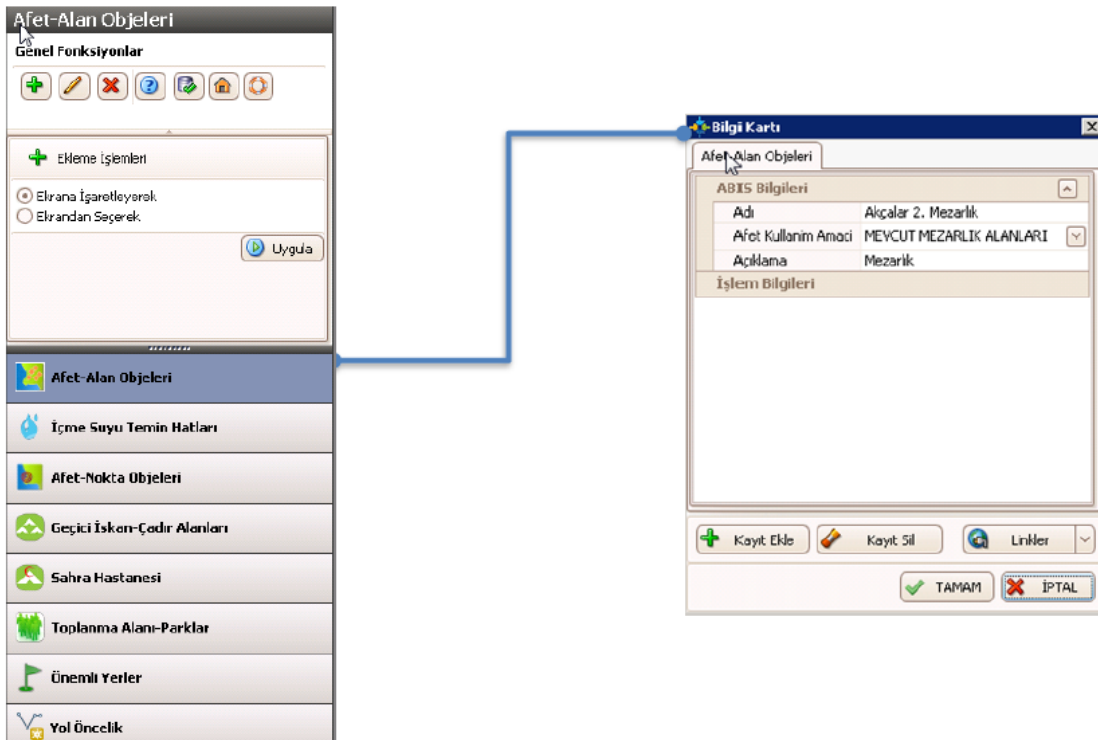 Afet-Alan Objeleri
Genel Fonksiyonlar
Ekleme İşlemleri
Ekrana İşaretleyerek
Ekrandan Seçerek
Uygula
Afet-Alan Objeleri
İçme Suyu Temin Hatları
Afet-Nokta Objeleri
Geçici İskan-Çadır Alanları
Sahra Hastanesi
Toplanma Alanı-Parklar
Önemli Yerler
Yol Öncelik
Bilgi Kartı
Afet-Alan Objeleri
ABIS Bilgileri
Adı Akçalar 2. Mezarlık
Afet Kullanim Amaci MEVCUT MEZARLIK ALANLARI
Açıklama Mezarlık
İşlem Bilgileri
Kayıt Ekle Kayıt Sil Linkler
TAMAM İPTAL